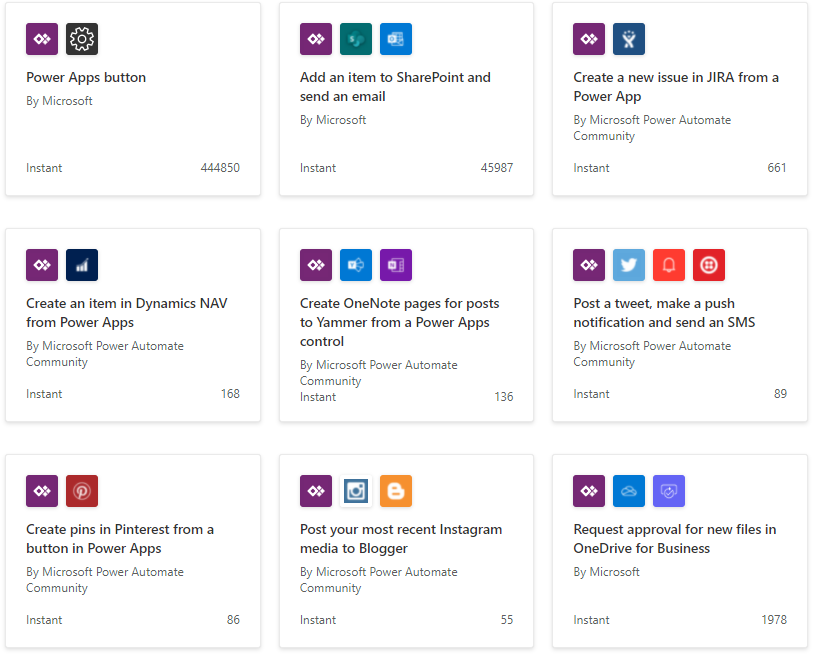 Power Apps button
By Microsoft
Instant
444850
Add an item to SharePoint and
send an email
By Microsoft
Instant
45987
Create a new issue in JIRA from a
Power App
By Microsoft Power Automate
Community
Instant
661
Create an item in Dynamics NAV
from Power Apps
By Microsoft Power Automate
Community
Instant
168
Create OneNote pages for posts
to Yammer from a Power Apps
control
By Microsoft Power Automate
Community
Instant
136
Post a tweet, make a push
notification and send an SMS
By Microsoft Power Automate
Community
Instant
89
Create pins in Pinterest from a
button in Power Apps
By Microsoft Power Automate
Community
Instant
86
Post your most recent Instagram
media to Blogger
By Microsoft Power Automate
Community
Instant
55
Request approval for new files in
OneDrive for Business
By Microsoft
Instant
1978